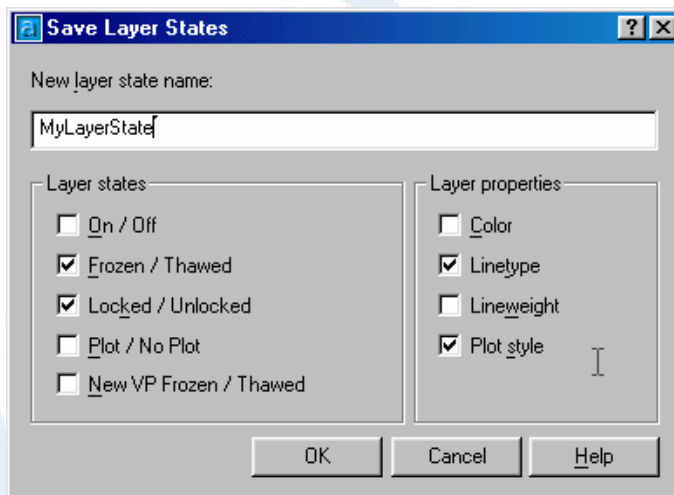 Save Layer States
New layer state name:
MyLayerState
Layer states
On / Off
Frozen / Thawed
Locked / Unlocked
Plot / No Plot
New VP Frozen / Thawed
Layer properties
Color
Linetype
Lineweight
Plot style
OK Cancel Help